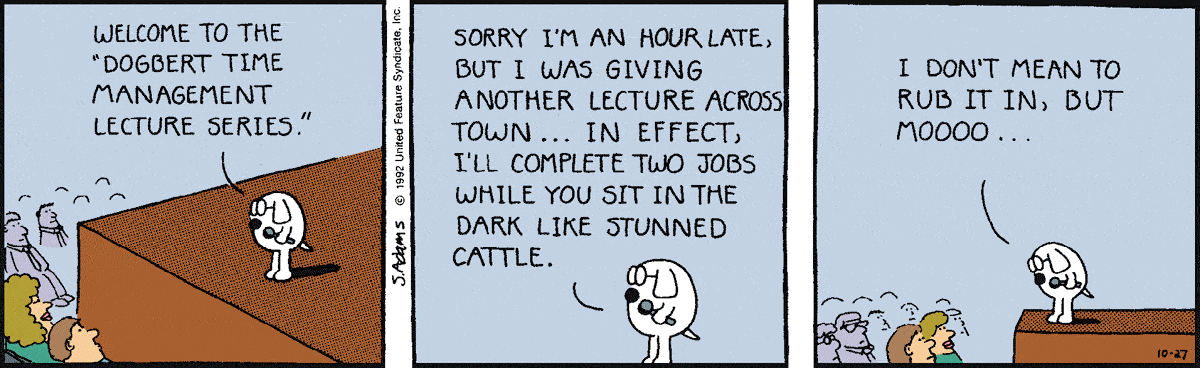 WELCOME TO THE
"DOGBERT TIME
MANAGEMENT
LECTURE SERIES."
S.Adams © 1992 United Feature Syndicate, Inc.
SORRY I'M AN HOUR LATE,
BUT I WAS GIVING
ANOTHER LECTURE ACROSS
TOWN... IN EFFECT,
I'LL COMPLETE TWO JOBS
WHILE YOU SIT IN THE
DARK LIKE STUNNED
CATTLE.
I DON'T MEAN TO
RUB IT IN, BUT
MOOOO...
10-27